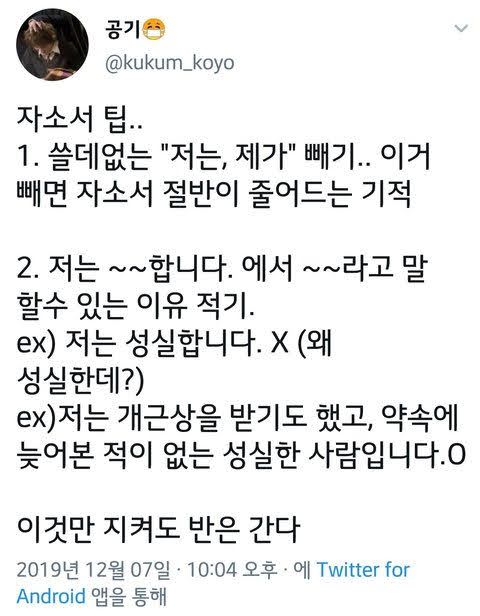 공기😷
@kukum_koyo
자소서 팁..
1. 쓸데없는 "저는, 제가" 빼기.. 이거
빼면 자소서 절반이 줄어드는 기적
2. 저는 ~~합니다. 에서 ~~라고 말
할수 있는 이유 적기.
ex) 저는 성실합니다. X (왜
성실한데?)
ex)저는 개근상을 받기도 했고, 약속에
늦어본 적이 없는 성실한 사람입니다.O
이것만 지켜도 반은 간다
2019년 12월 07일 · 10:04 오후 · 에 Twitter for
Android 앱을 통해